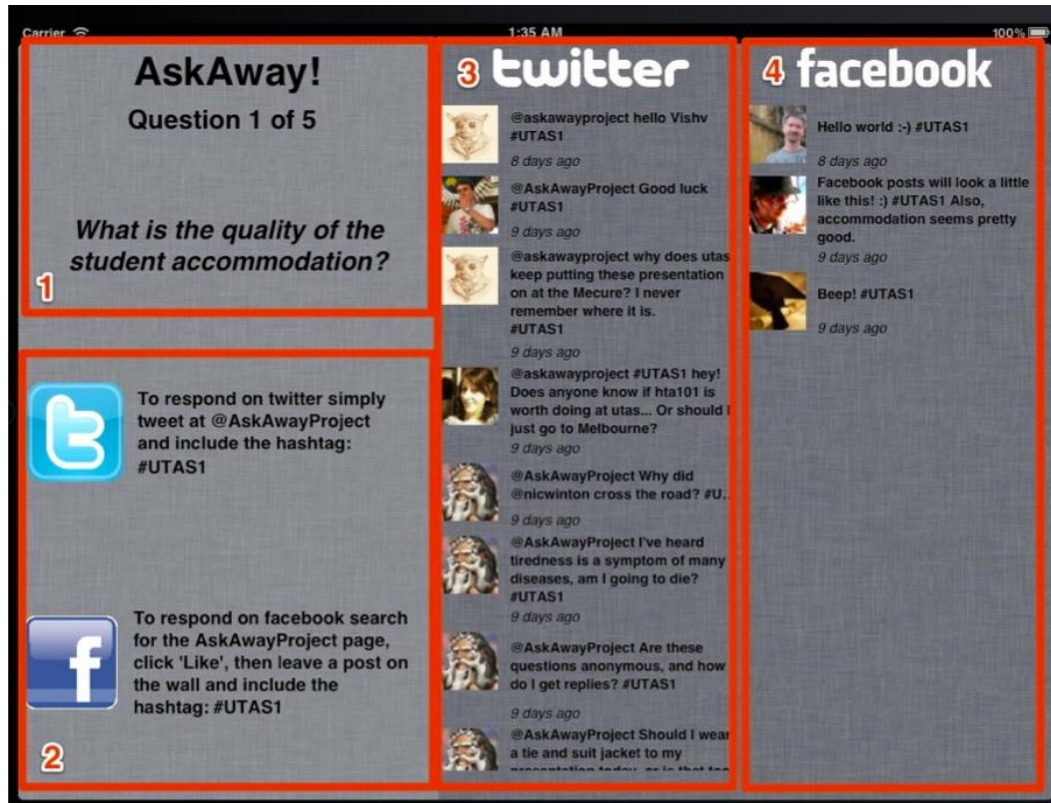 Carrier
1:35 AM
100%
AskAway!
Question 1 of 5
What is the quality of the
student accommodation?
1
To respond on twitter simply
tweet at @AskAwayProject
and include the hashtag:
#UTAS1
To respond on facebook search
for the AskAwayProject page,
click 'Like', then leave a post on
the wall and include the
hashtag: #UTAS1
2
3 twitter
@askawayproject hello Vishv
#UTAS1
8 days ago
@AskAwayProject Good luck
#UTAS1
9 days ago
@askawayproject why does utas
keep putting these presentation
on at the Mecure? I never
remember where it is.
#UTAS1
9 days ago
@askawayproject #UTAS1 hey!
Does anyone know if hta101 is
worth doing at utas... Or should I
just go to Melbourne?
9 days ago
@AskAwayProject Why did
@nicwinton cross the road? #U...
9 days ago
@AskAwayProject I've heard
tiredness is a symptom of many
diseases, am I going to die?
#UTAS1
9 days ago
@AskAwayProject Are these
questions anonymous, and how
do I get replies? #UTAS1
9 days ago
@AskAwayProject Should I wear
a tie and suit jacket to my
presentation today, or is that too
4 facebook
Hello world :-) #UTAS1
8 days ago
Facebook posts will look a little
like this! :) #UTAS1 Also,
accommodation seems pretty
good.
9 days ago
Beep! #UTAS1
9 days ago